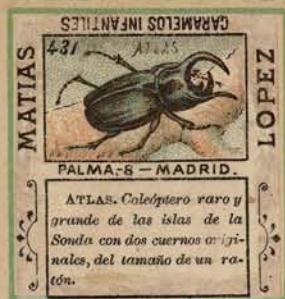 CARAMELOS INFANTILES
MATIAS
LOPEZ
431 ATLAS
PALMA,-8 — MADRID.
ATLAS. Coleóptero raro y
grande de las islas de la
Sonda con dos cuernos origi-
nales, del tamaño de un ra-
tón.